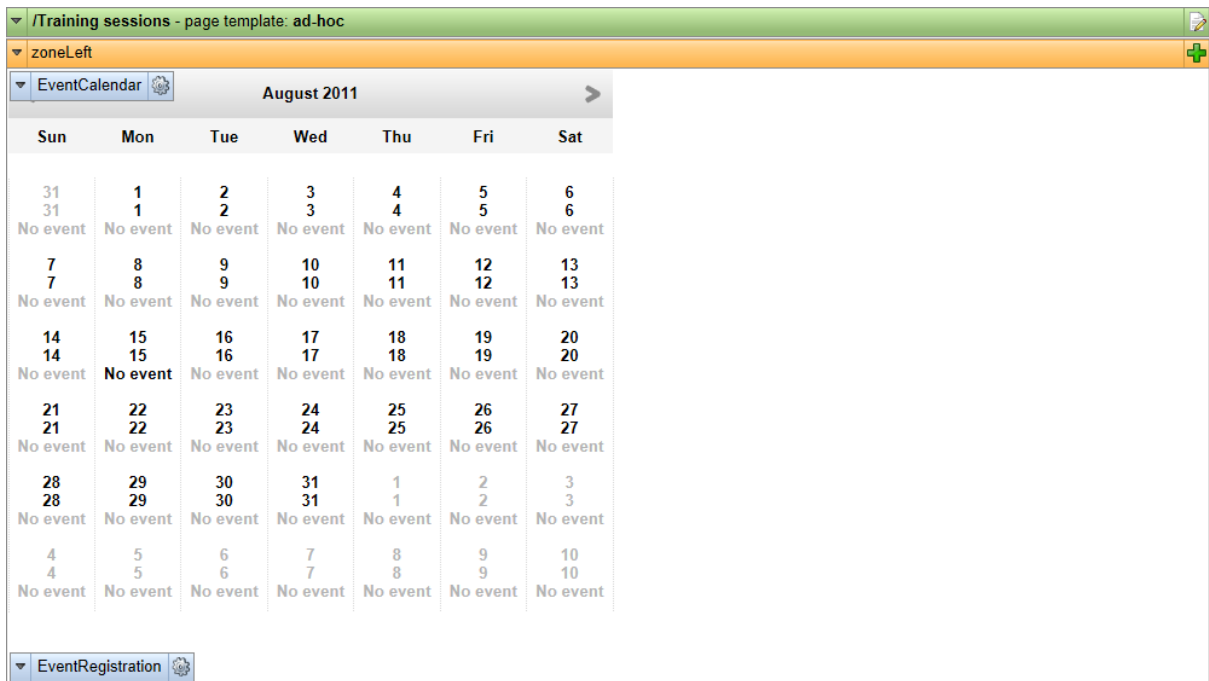 /Training sessions - page template: ad-hoc
zoneLeft
EventCalendar
August 2011 >
Sun Mon Tue Wed Thu Fri Sat
31 1 2 3 4 5 6
31 1 2 3 4 5 6
No event No event No event No event No event No event No event
7 8 9 10 11 12 13
7 8 9 10 11 12 13
No event No event No event No event No event No event No event
14 15 16 17 18 19 20
14 15 16 17 18 19 20
No event No event No event No event No event No event No event
21 22 23 24 25 26 27
21 22 23 24 25 26 27
No event No event No event No event No event No event No event
28 29 30 31 1 2 3
28 29 30 31 1 2 3
No event No event No event No event No event No event No event
4 5 6 7 8 9 10
4 5 6 7 8 9 10
No event No event No event No event No event No event No event
EventRegistration